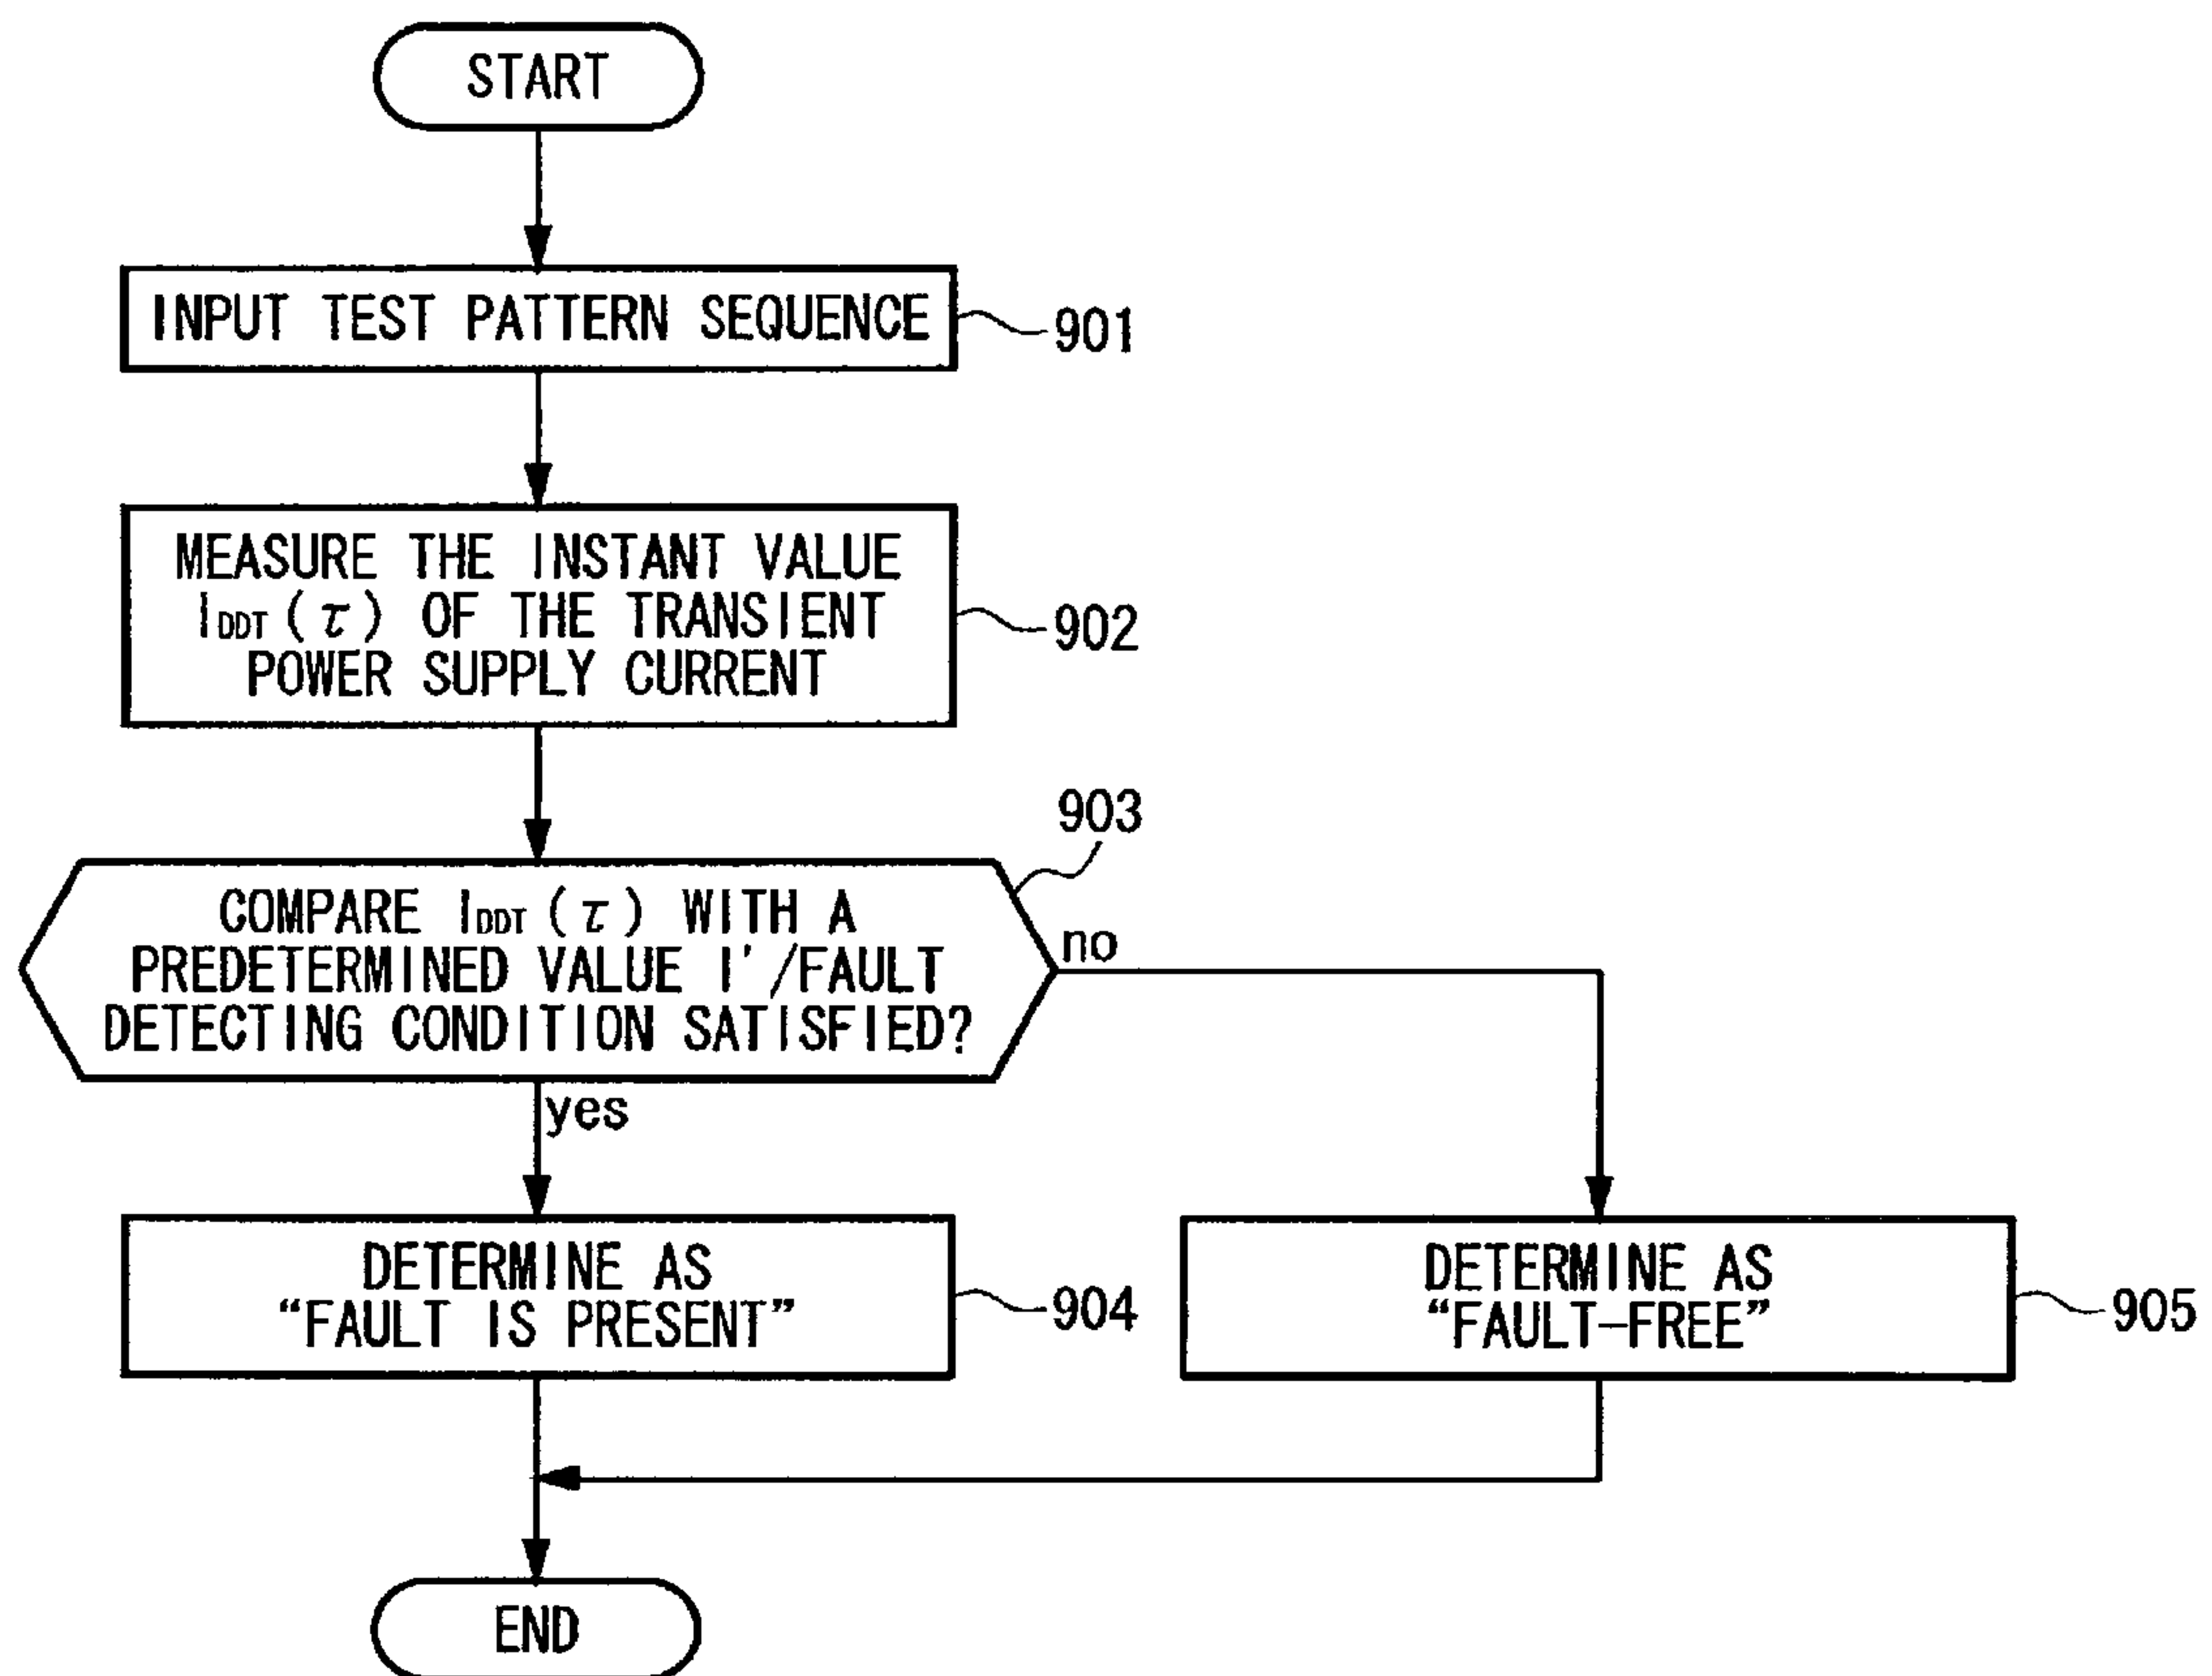 START
INPUT TEST PATTERN SEQUENCE
901
MEASURE THE INSTANT VALUE
IDDT (τ) OF THE TRANSIENT
POWER SUPPLY CURRENT
902
903
COMPARE IDDT (τ) WITH A
PREDETERMINED VALUE I'/FAULT
DETECTING CONDITION SATISFIED?
no
yes
DETERMINE AS
“FAULT IS PRESENT”
904
DETERMINE AS
“FAULT-FREE”
905
END